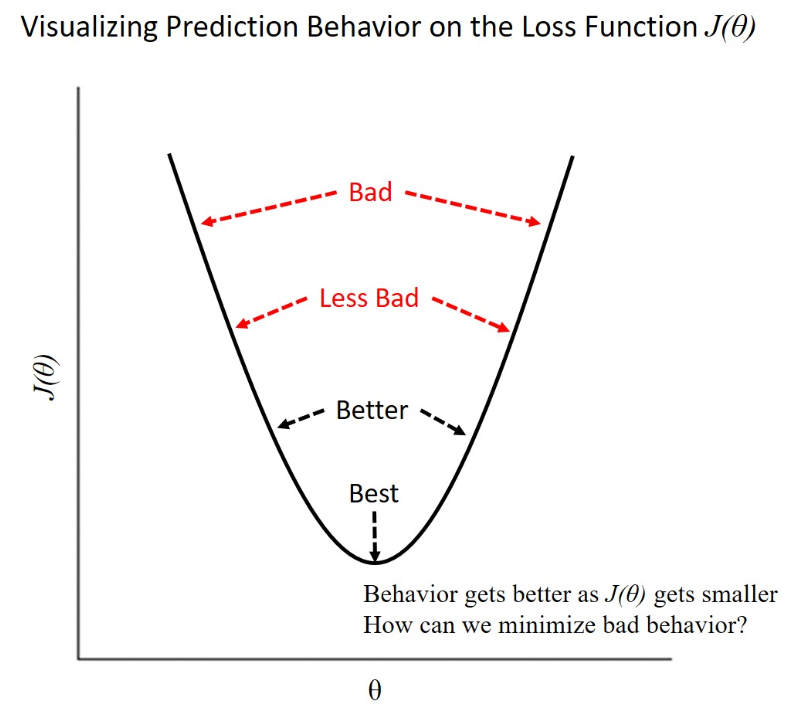 Visualizing Prediction Behavior on the Loss Function J(θ)
Bad
Less Bad
J(θ)
Better
Best
Behavior gets better as J(θ) gets smaller
How can we minimize bad behavior?
θ